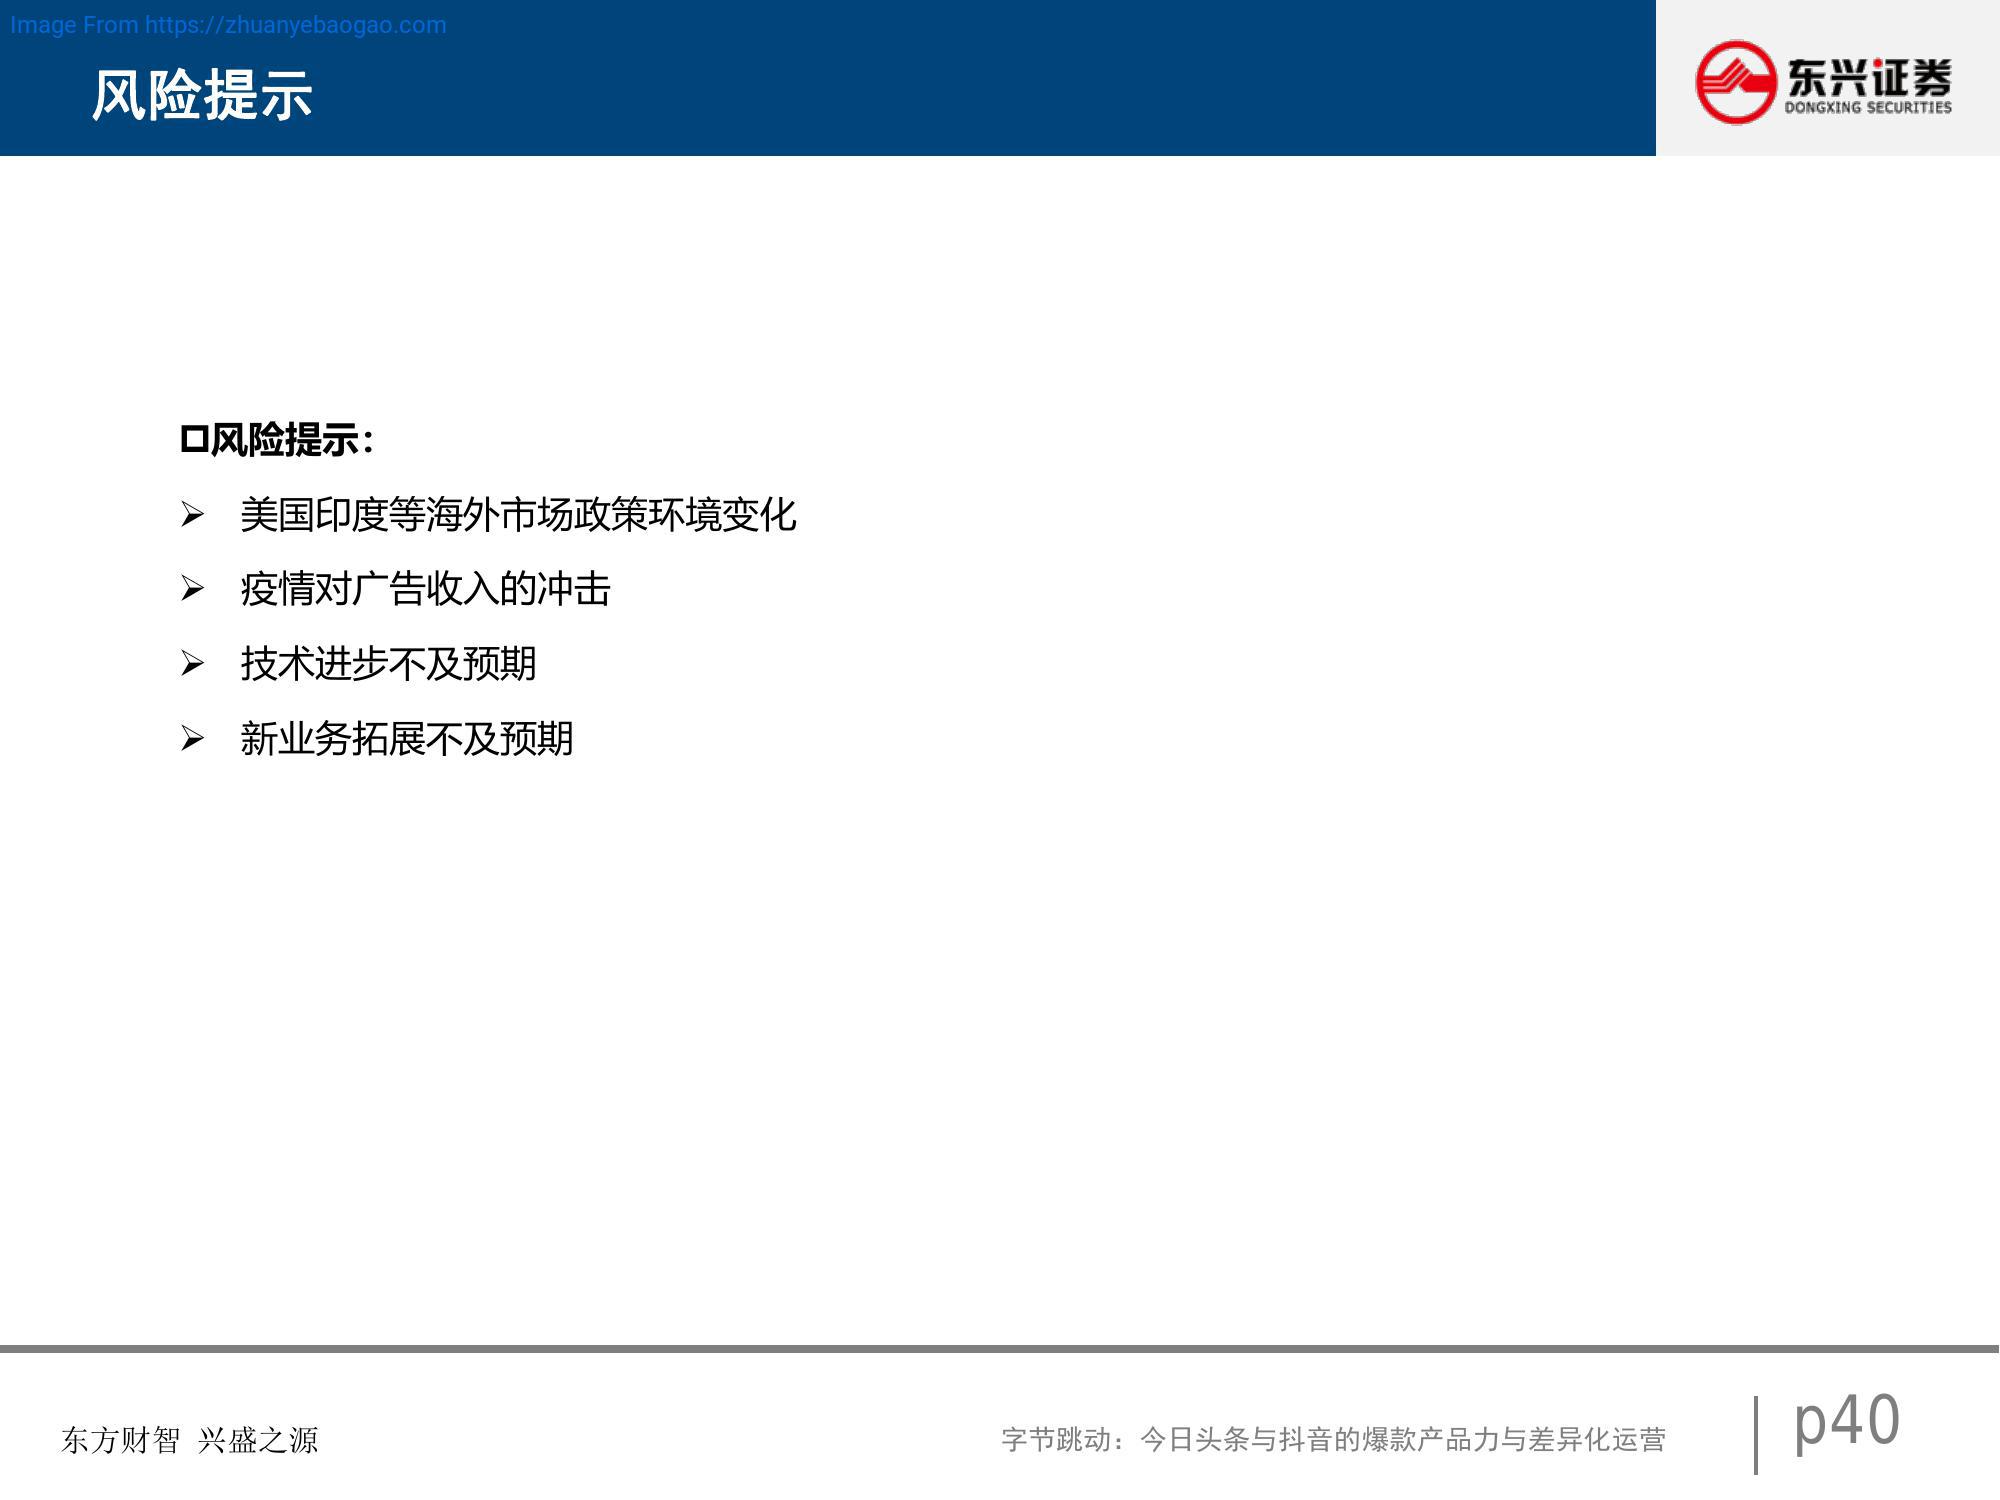 Image From https://zhuanyebaogao.com
风险提示
东兴证券
DONGXING SECURITIES
风险提示：
美国印度等海外市场政策环境变化
疫情对广告收入的冲击
技术进步不及预期
新业务拓展不及预期
东方财智 兴盛之源
字节跳动：今日头条与抖音的爆款产品力与差异化运营
p40